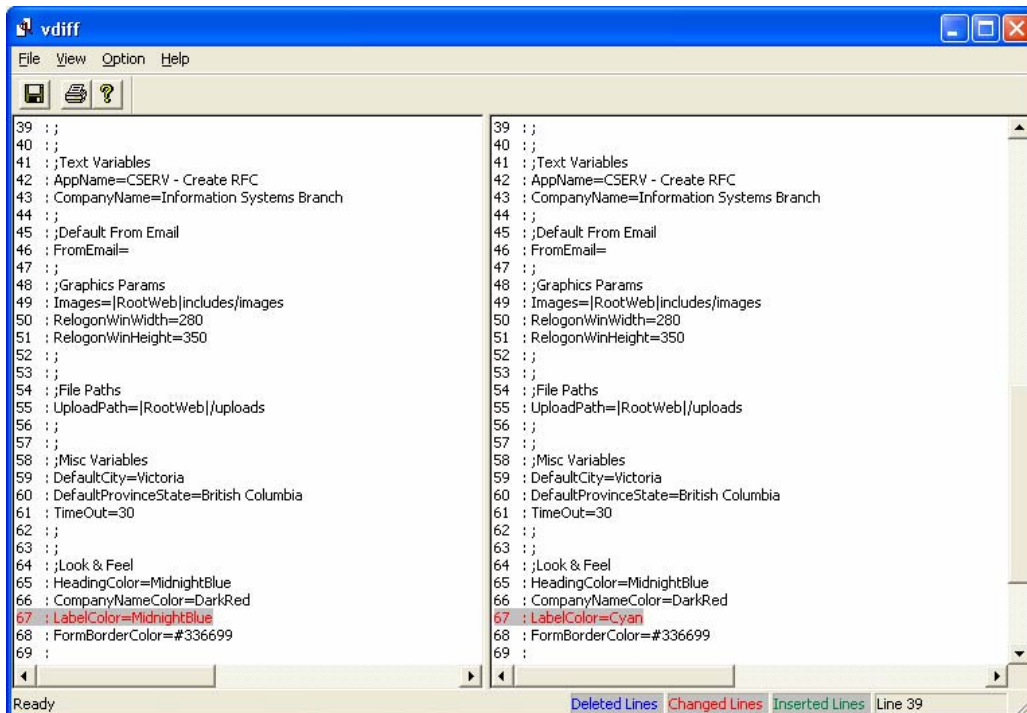 vdiff
File View Option Help
39 : ;
40 : ;
41 : ;Text Variables
42 : AppName=CSERV - Create RFC
43 : CompanyName=Information Systems Branch
44 : ;
45 : ;Default From Email
46 : FromEmail=
47 : ;
48 : ;Graphics Params
49 : Images=|RootWeb|includes/images
50 : RelogonWinWidth=280
51 : RelogonWinHeight=350
52 : ;
53 : ;
54 : ;File Paths
55 : UploadPath=|RootWeb|/uploads
56 : ;
57 : ;
58 : ;Misc Variables
59 : DefaultCity=Victoria
60 : DefaultProvinceState=British Columbia
61 : TimeOut=30
62 : ;
63 : ;
64 : ;Look & Feel
65 : HeadingColor=MidnightBlue
66 : CompanyNameColor=DarkRed
67 : LabelColor=MidnightBlue
68 : FormBorderColor=#336699
69 :
39 : ;
40 : ;
41 : ;Text Variables
42 : AppName=CSERV - Create RFC
43 : CompanyName=Information Systems Branch
44 : ;
45 : ;Default From Email
46 : FromEmail=
47 : ;
48 : ;Graphics Params
49 : Images=|RootWeb|includes/images
50 : RelogonWinWidth=280
51 : RelogonWinHeight=350
52 : ;
53 : ;
54 : ;File Paths
55 : UploadPath=|RootWeb|/uploads
56 : ;
57 : ;
58 : ;Misc Variables
59 : DefaultCity=Victoria
60 : DefaultProvinceState=British Columbia
61 : TimeOut=30
62 : ;
63 : ;
64 : ;Look & Feel
65 : HeadingColor=MidnightBlue
66 : CompanyNameColor=DarkRed
67 : LabelColor=Cyan
68 : FormBorderColor=#336699
69 :
Ready Deleted Lines Changed Lines Inserted Lines Line 39